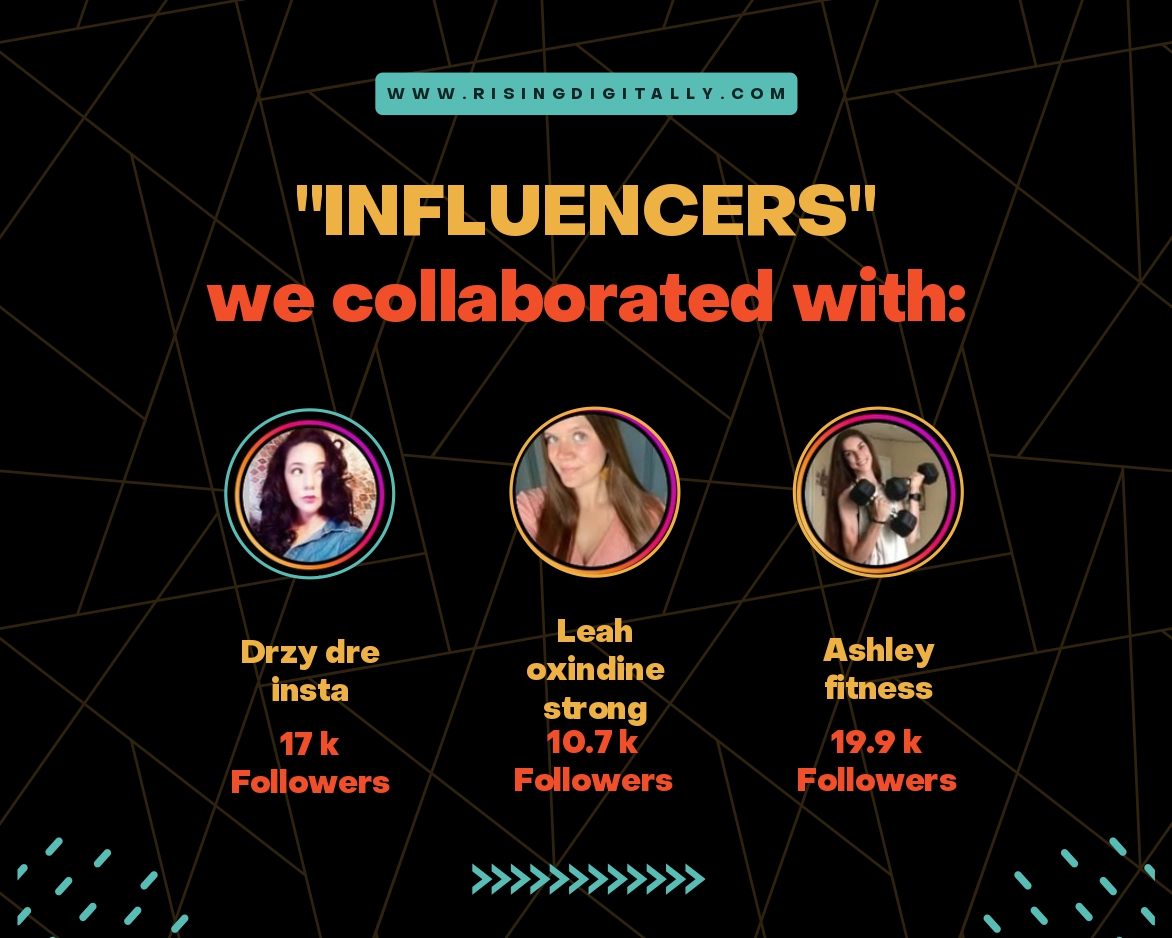 WWW.RISINGDIGITALLY.COM
"INFLUENCERS"
we collaborated with:
Drzy dre
insta
17 k
Followers
Leah
oxindine
strong
10.7 k
Followers
Ashley
fitness
19.9 k
Followers